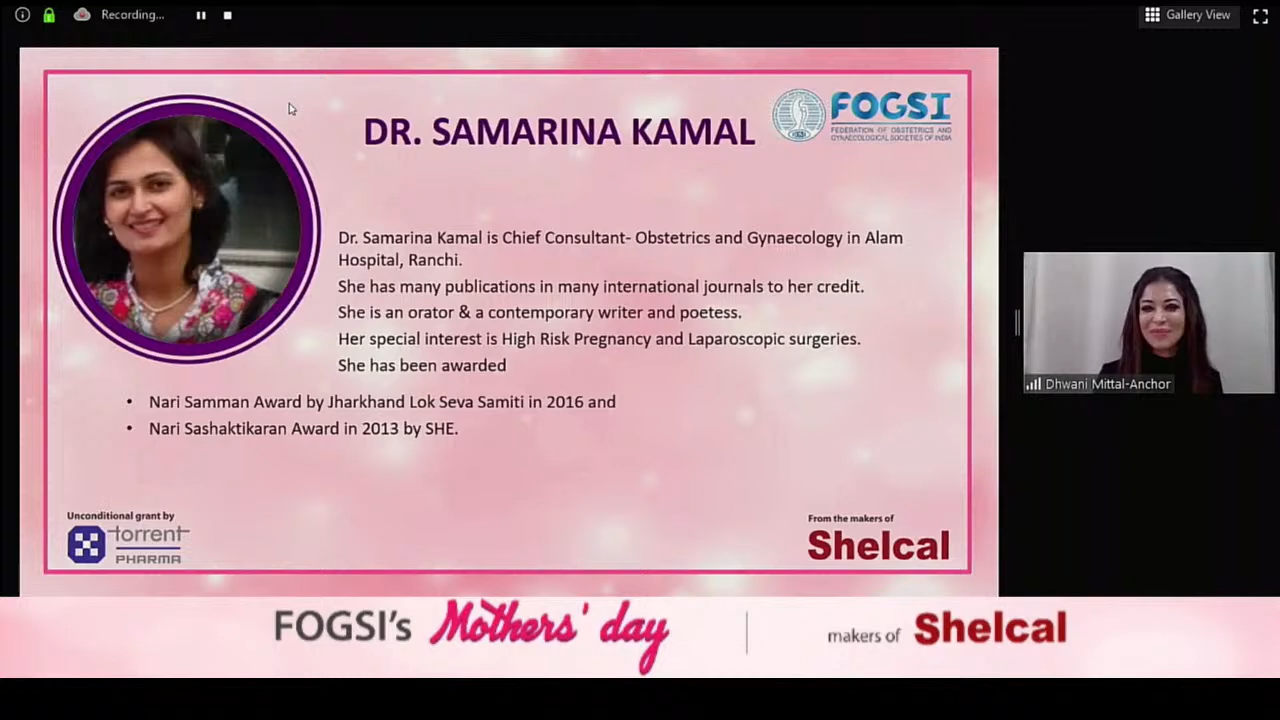 Recording...
Gallery View
DR. SAMARINA KAMAL
FOGSI
FEDERATION OF OBSTETRICS AND
GYNAECOLOGICAL SOCIETIES OF INDIA
Dr. Samarina Kamal is Chief Consultant- Obstetrics and Gynaecology in Alam
Hospital, Ranchi.
She has many publications in many international journals to her credit.
She is an orator & a contemporary writer and poetess.
Her special interest is High Risk Pregnancy and Laparoscopic surgeries.
She has been awarded
• Nari Samman Award by Jharkhand Lok Seva Samiti in 2016 and
• Nari Sashaktikaran Award in 2013 by SHE.
Dhwani Mittal-Anchor
Unconditional grant by
torrent
PHARMA
From the makers of
Shelcal
FOGSI's Mothers' day
makers of Shelcal